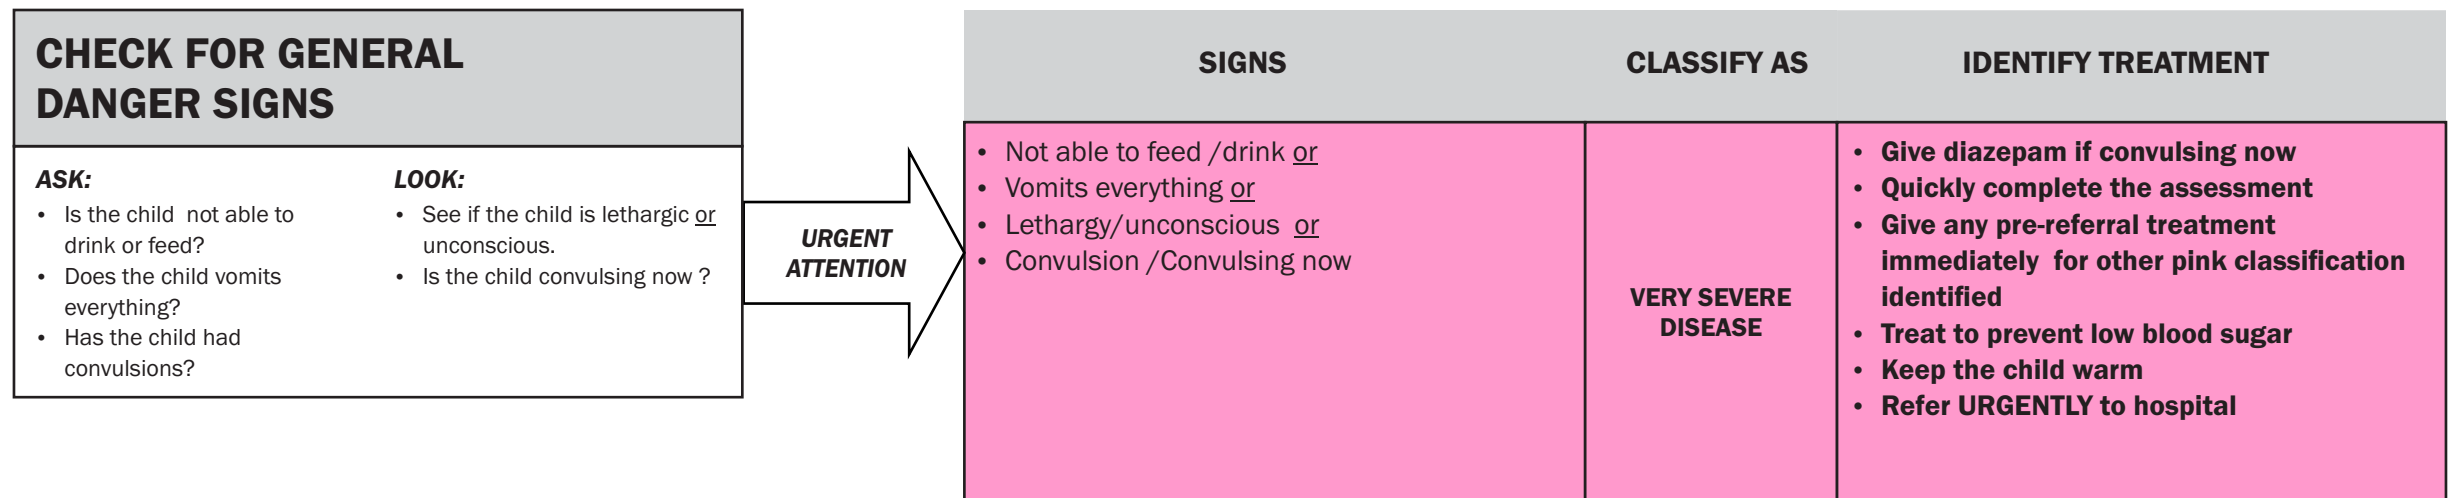 CHECK FOR GENERAL
DANGER SIGNS
ASK:
• Is the child not able to
drink or feed?
• Does the child vomits
everything?
• Has the child had
convulsions?
LOOK:
• See if the child is lethargic or
unconscious.
• Is the child convulsing now ?
URGENT
ATTENTION
SIGNS
• Not able to feed /drink or
• Vomits everything or
• Lethargy/unconscious or
• Convulsion /Convulsing now
CLASSIFY AS
VERY SEVERE
DISEASE
IDENTIFY TREATMENT
• Give diazepam if convulsing now
• Quickly complete the assessment
• Give any pre-referral treatment
immediately for other pink classification
identified
• Treat to prevent low blood sugar
• Keep the child warm
• Refer URGENTLY to hospital